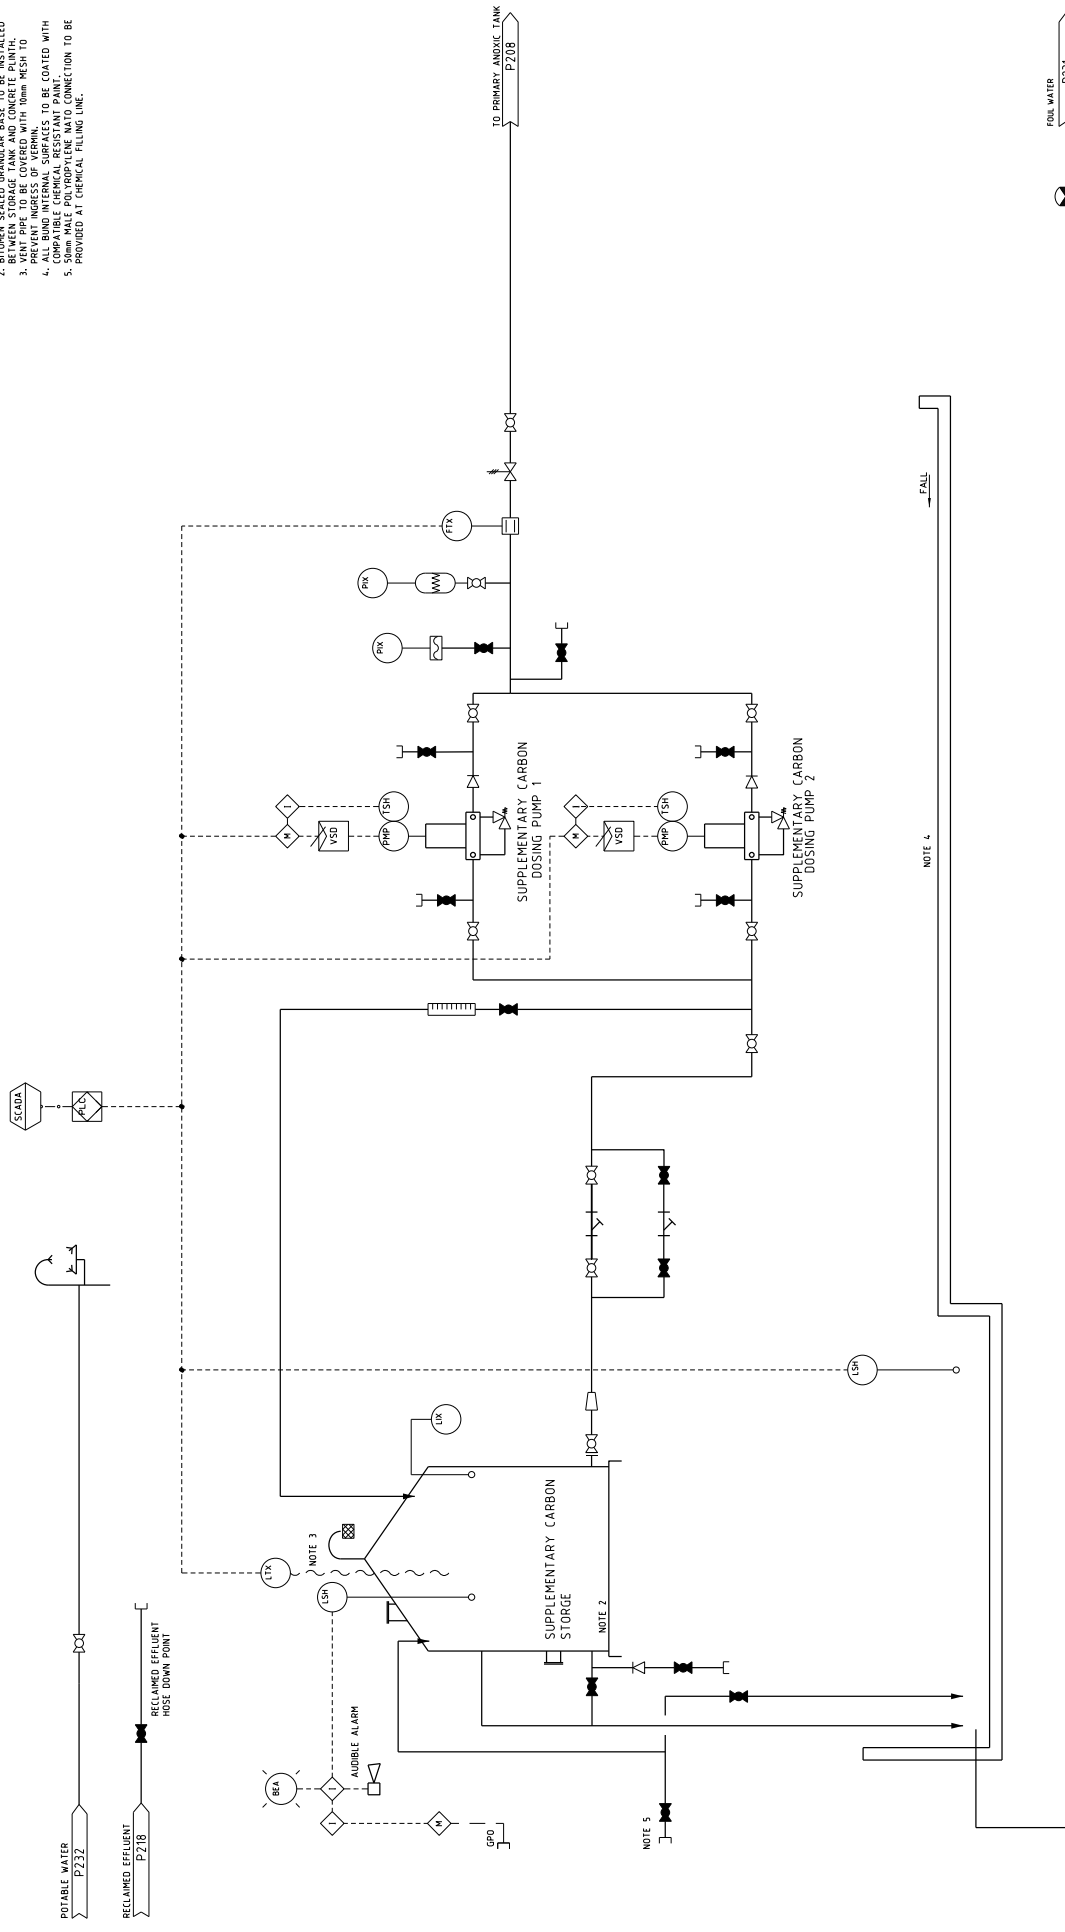 2. BITUMEN SEALED GRANULAR BASE TO BE INSTALLED
BETWEEN STORAGE TANK AND CONCRETE PLINTH.
3. VENT PIPE TO BE COVERED WITH 10mm MESH TO
PREVENT INGRESS OF VERMIN.
4. ALL BUND INTERNAL SURFACES TO BE COATED WITH
COMPATIBLE CHEMICAL RESISTANT PAINT.
5. 50mm MALE POLYROPYLENE NATO CONNECTION TO BE
PROVIDED AT CHEMICAL FILLING LINE.
TO PRIMARY ANOXIC TANK
P208
FOUL WATER
SCADA
PLC
FTX
PIX
PIX
I
M
VSD
TSH
PMP
SUPPLEMENTARY CARBON
DOSING PUMP 1
I
M
VSD
TSH
PMP
SUPPLEMENTARY CARBON
DOSING PUMP 2
FALL
NOTE 4
LSH
LIX
LTX
NOTE 3
LSH
SUPPLEMENTARY CARBON
STORGE
NOTE 2
BEA
I
AUDIBLE ALARM
I
M
GPO
NOTE 5
POTABLE WATER
P232
RECLAIMED EFFLUENT
P218
RECLAIMED EFFLUENT
HOSE DOWN POINT